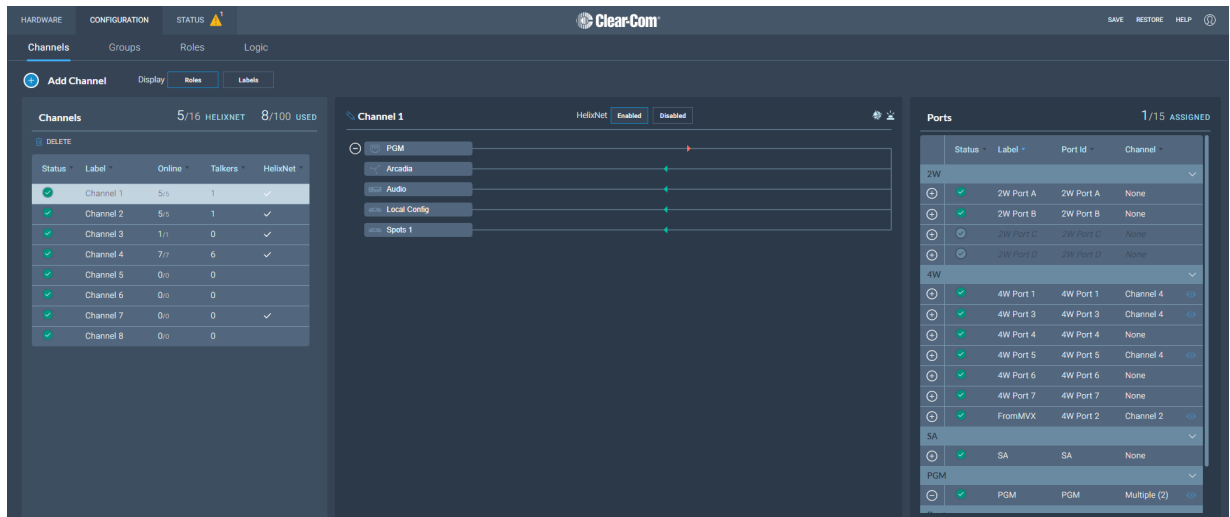 HARDWARE CONFIGURATION STATUS 1 Clear-Com SAVE RESTORE HELP
Channels Groups Roles Logic
Add Channel Display Roles Labels
Channels 5/16 HELIXNET 8/100 USED
DELETE
Status Label Online Talkers HelixNet
Channel 1 5/5 1
Channel 2 5/5 1
Channel 3 1/1 0
Channel 4 7/7 6
Channel 5 0/0 0
Channel 6 0/0 0
Channel 7 0/0 0
Channel 8 0/0 0
Channel 1 HelixNet Enabled Disabled
PGM
Arcadia
Audio
Local Config
Spots 1
Ports 1/15 ASSIGNED
Status Label Port Id Channel
2W
2W Port A 2W Port A None
2W Port B 2W Port B None
2W Port C 2W Port C None
2W Port D 2W Port D None
4W
4W Port 1 4W Port 1 Channel 4
4W Port 3 4W Port 3 Channel 4
4W Port 4 4W Port 4 None
4W Port 5 4W Port 5 Channel 4
4W Port 6 4W Port 6 None
4W Port 7 4W Port 7 None
FromMVX 4W Port 2 Channel 2
SA
SA SA None
PGM
PGM PGM Multiple (2)